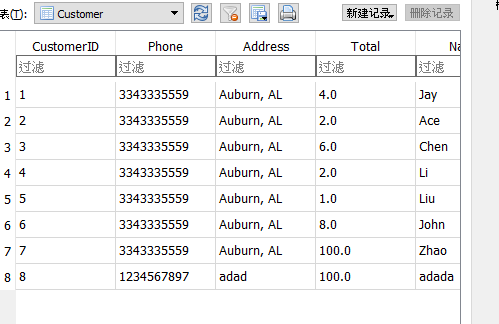 表(T): Customer 新建记录 删除记录
CustomerID Phone Address Total
过滤 过滤 过滤 过滤 过滤
1 1 3343335559 Auburn, AL 4.0 Jay
2 2 3343335559 Auburn, AL 2.0 Ace
3 3 3343335559 Auburn, AL 6.0 Chen
4 4 3343335559 Auburn, AL 2.0 Li
5 5 3343335559 Auburn, AL 1.0 Liu
6 6 3343335559 Auburn, AL 8.0 John
7 7 3343335559 Auburn, AL 100.0 Zhao
8 8 1234567897 adad 100.0 adada